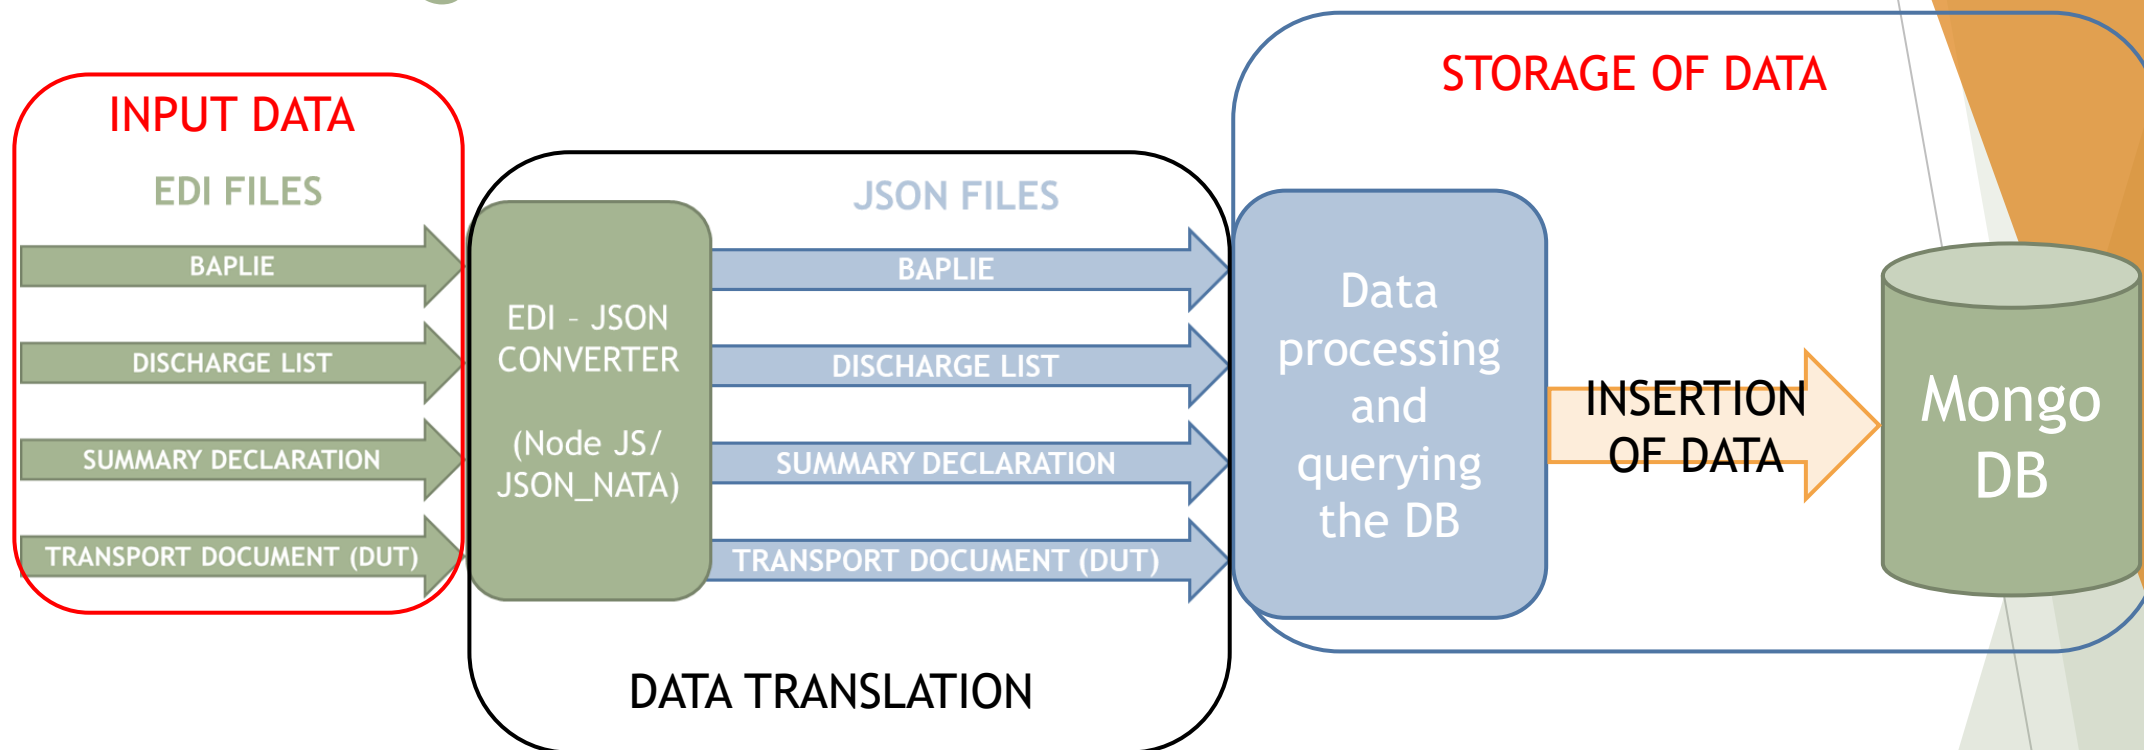 INPUT DATA
EDI FILES
BAPLIE
DISCHARGE LIST
SUMMARY DECLARATION
TRANSPORT DOCUMENT (DUT)
EDI – JSON
CONVERTER
(Node JS/
JSON_NATA)
JSON FILES
BAPLIE
DISCHARGE LIST
SUMMARY DECLARATION
TRANSPORT DOCUMENT (DUT)
DATA TRANSLATION
STORAGE OF DATA
Data
processing
and
querying
the DB
INSERTION
OF DATA
Mongo
DB